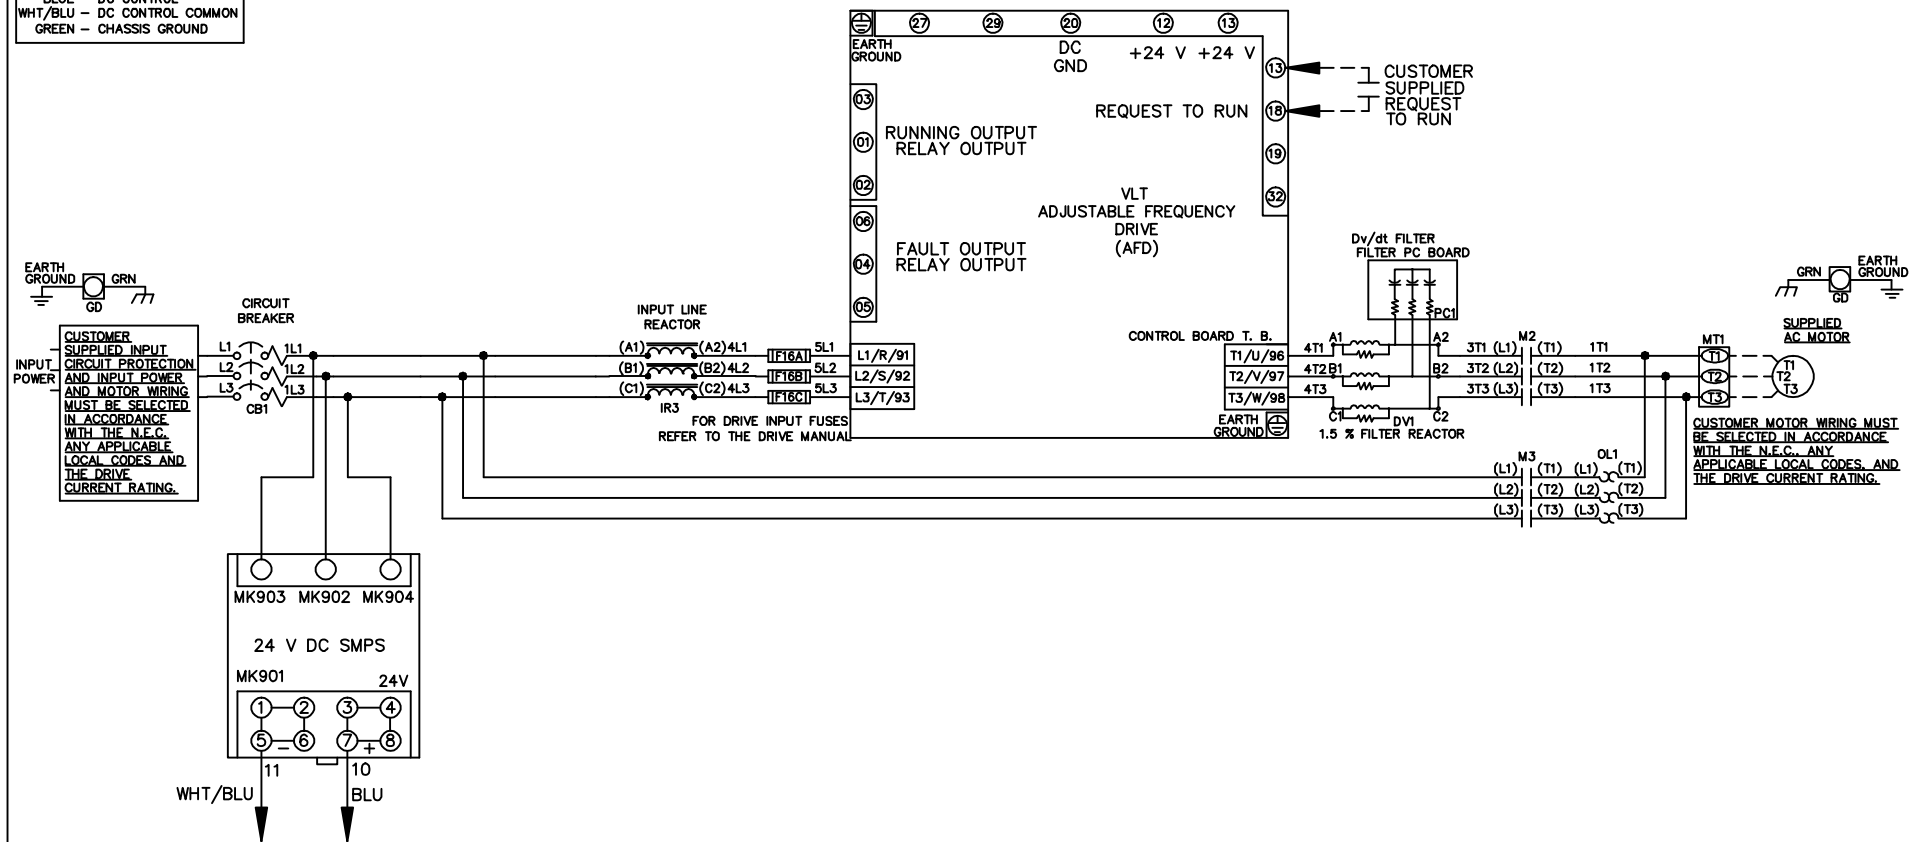 WHT/BLU – DC CONTROL COMMON
GREEN – CHASSIS GROUND
EARTH
GROUND
27
29
20
12
13
DC
GND
+24 V
+24 V
13
18
19
32
REQUEST TO RUN
CUSTOMER
SUPPLIED
REQUEST
TO RUN
03
01
02
RUNNING OUTPUT
RELAY OUTPUT
06
04
05
FAULT OUTPUT
RELAY OUTPUT
VLT
ADJUSTABLE FREQUENCY
DRIVE
(AFD)
CONTROL BOARD T. B.
L1/R/91
L2/S/92
L3/T/93
T1/U/96
T2/V/97
T3/W/98
EARTH
GROUND
EARTH
GROUND
GRN
GD
INPUT
POWER
CUSTOMER
SUPPLIED INPUT
CIRCUIT PROTECTION
AND INPUT POWER
AND MOTOR WIRING
MUST BE SELECTED
IN ACCORDANCE
WITH THE N.E.C.
ANY APPLICABLE
LOCAL CODES AND
THE DRIVE
CURRENT RATING.
CIRCUIT
BREAKER
L1
1L1
L2
1L2
L3
1L3
CB1
INPUT LINE
REACTOR
(A1)
(A2)
4L1
F16A
5L1
(B1)
(B2)
4L2
F16B
5L2
(C1)
(C2)
4L3
F16C
5L3
IR3
FOR DRIVE INPUT FUSES
REFER TO THE DRIVE MANUAL
Dv/dt FILTER
FILTER PC BOARD
PC1
4T1
A1
A2
4T2
B1
B2
4T3
C1
C2
DV1
1.5 % FILTER REACTOR
M2
3T1 (L1) (T1) 1T1
3T2 (L2) (T2) 1T2
3T3 (L3) (T3) 1T3
M3
OL1
(L1) (T1) (L1) (T1)
(L2) (T2) (L2) (T2)
(L3) (T3) (L3) (T3)
GRN
EARTH
GROUND
GD
SUPPLIED
AC MOTOR
MT1
T1
T2
T3
T1
T2
T3
CUSTOMER MOTOR WIRING MUST
BE SELECTED IN ACCORDANCE
WITH THE N.E.C., ANY
APPLICABLE LOCAL CODES, AND
THE DRIVE CURRENT RATING.
MK903 MK902 MK904
24 V DC SMPS
MK901
24V
1 2 3 4
5 – 6 7 + 8
11
10
WHT/BLU
BLU